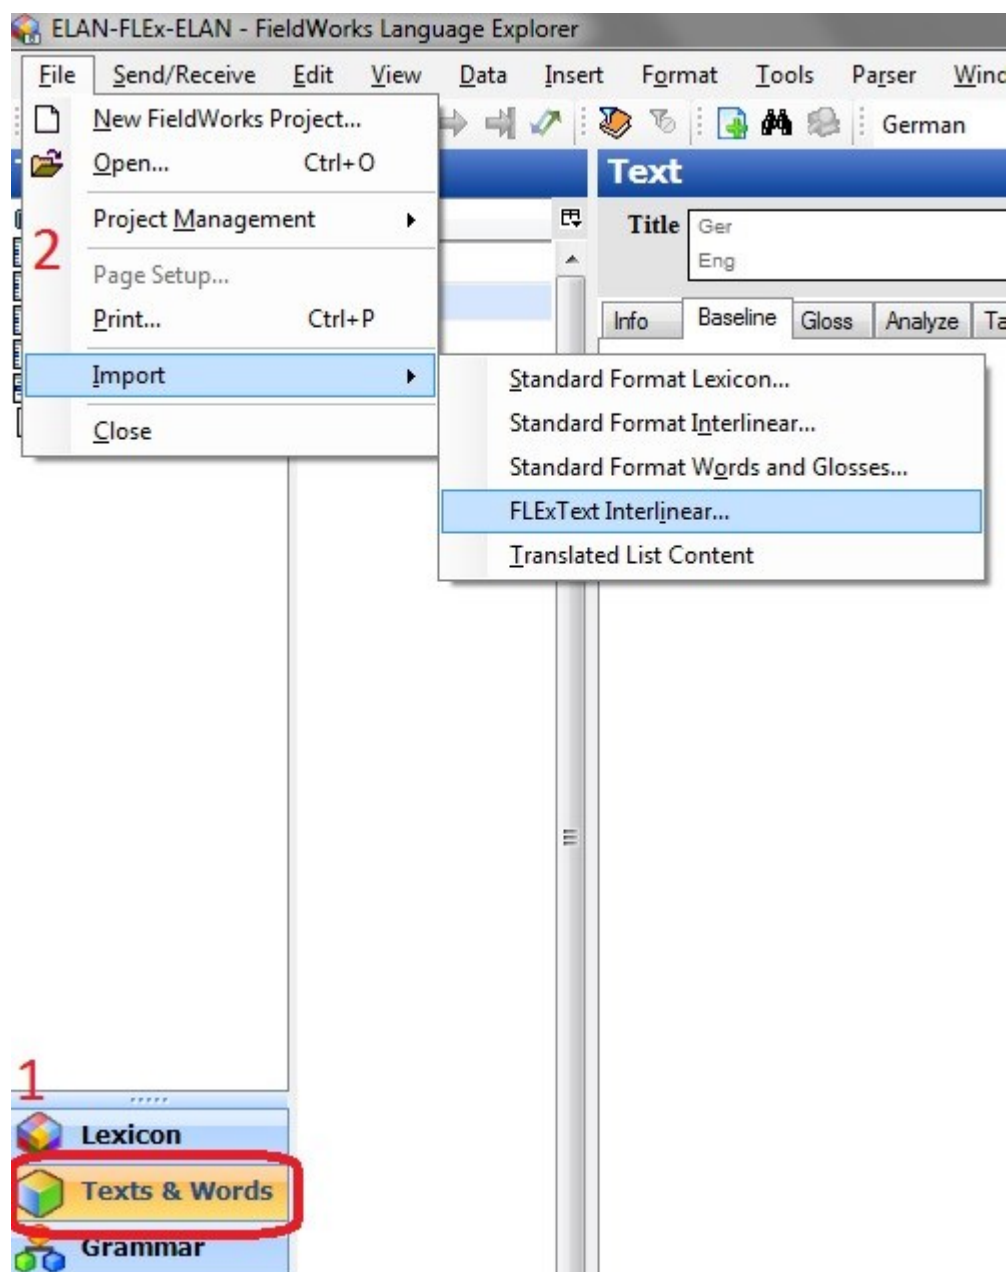 ELAN-FLEx-ELAN - FieldWorks Language Explorer
File Send/Receive Edit View Data Insert Format Tools Parser
German
New FieldWorks Project...
Open... Ctrl+O
Project Management
2
Page Setup...
Print... Ctrl+P
Import
Close
Text
Title Ger
Eng
Info Baseline Gloss Analyze
Standard Format Lexicon...
Standard Format Interlinear...
Standard Format Words and Glosses...
FLExText Interlinear...
Translated List Content
1
Lexicon
Texts & Words
Grammar